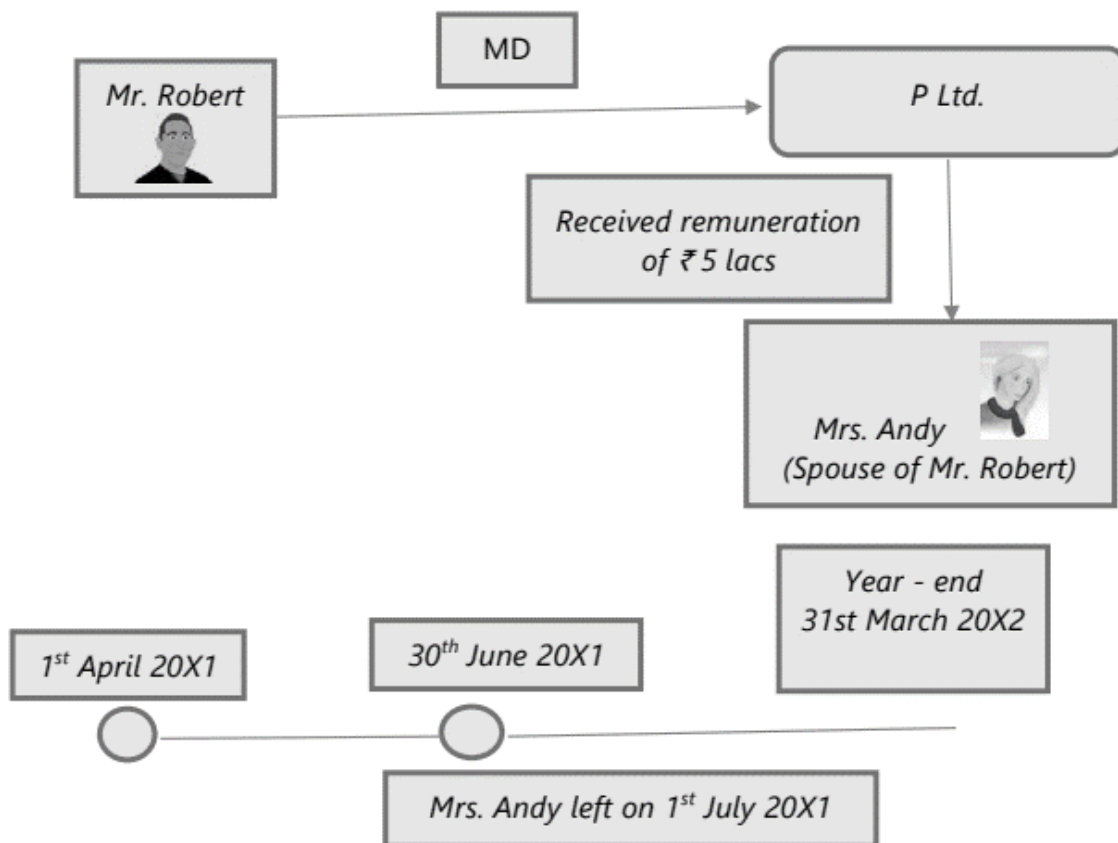 MD
Mr. Robert
P Ltd.
Received remuneration
of ₹ 5 lacs
Mrs. Andy
(Spouse of Mr. Robert)
Year - end
31st March 20X2
1st April 20X1
30th June 20X1
Mrs. Andy left on 1st July 20X1